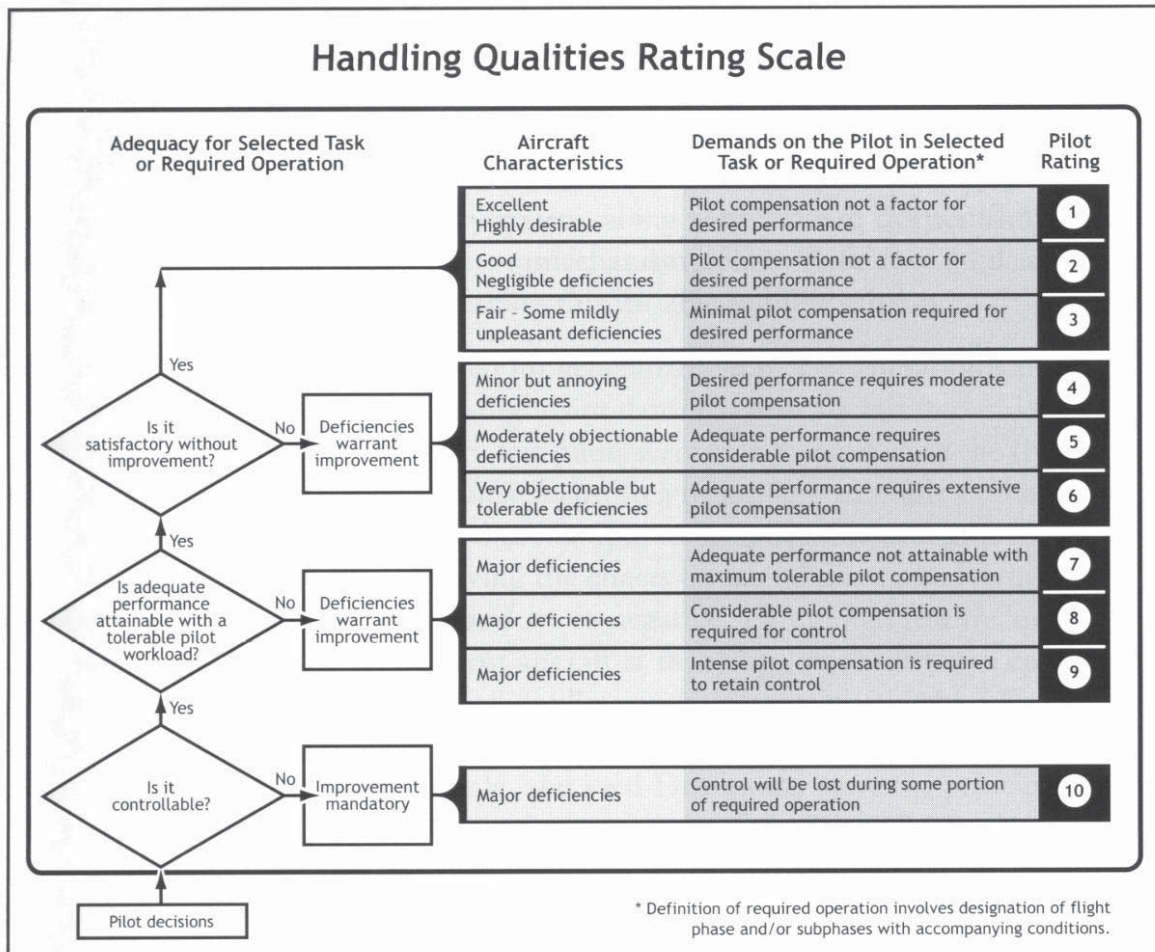 Handling Qualities Rating Scale
Adequacy for Selected Task
or Required Operation
Aircraft
Characteristics
Demands on the Pilot in Selected
Task or Required Operation*
Pilot
Rating
Excellent
Highly desirable
Pilot compensation not a factor for
desired performance
1
Good
Negligible deficiencies
Pilot compensation not a factor for
desired performance
2
Fair – Some mildly
unpleasant deficiencies
Minimal pilot compensation required for
desired performance
3
Yes
Is it
satisfactory without
improvement?
No
Deficiencies
warrant
improvement
Minor but annoying
deficiencies
Desired performance requires moderate
pilot compensation
4
Moderately objectionable
deficiencies
Adequate performance requires
considerable pilot compensation
5
Very objectionable but
tolerable deficiencies
Adequate performance requires extensive
pilot compensation
6
Yes
Is adequate
performance
attainable with a
tolerable pilot
workload?
No
Deficiencies
warrant
improvement
Major deficiencies
Adequate performance not attainable with
maximum tolerable pilot compensation
7
Major deficiencies
Considerable pilot compensation is
required for control
8
Major deficiencies
Intense pilot compensation is required
to retain control
9
Yes
Is it
controllable?
No
Improvement
mandatory
Major deficiencies
Control will be lost during some portion
of required operation
10
Pilot decisions
* Definition of required operation involves designation of flight
phase and/or subphases with accompanying conditions.